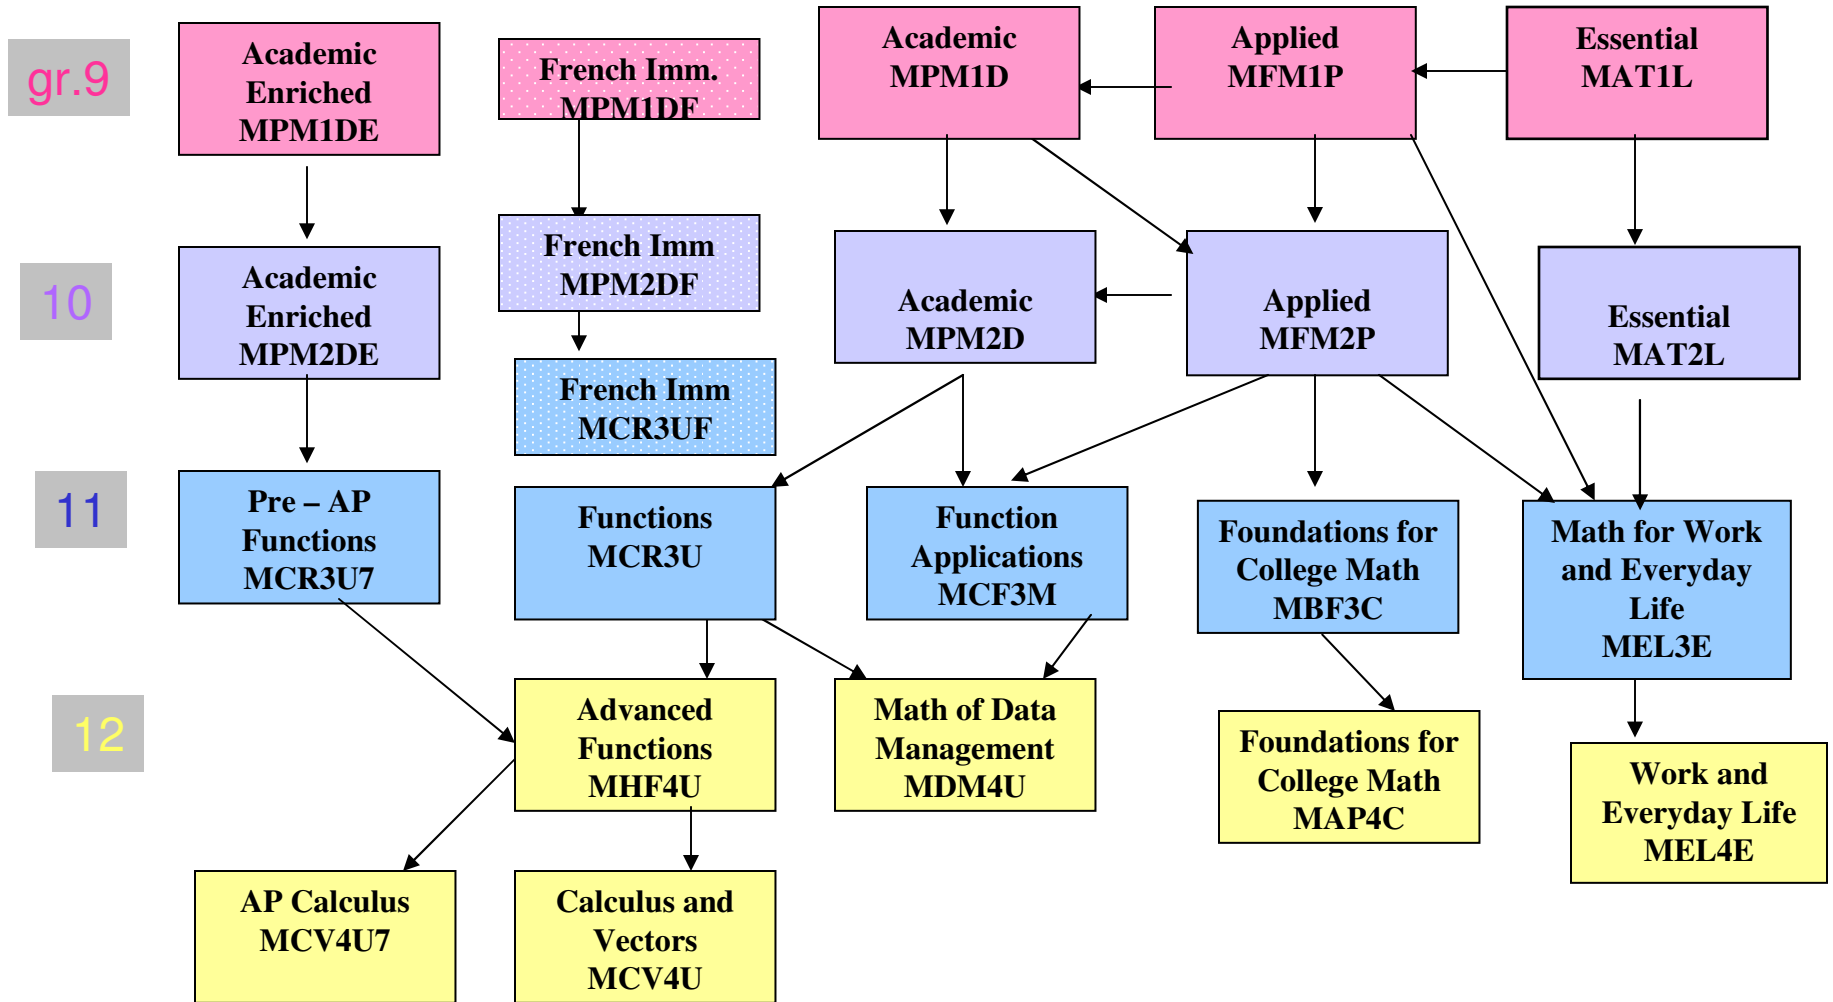 gr.9
Academic
Enriched
MPM1DE
French Imm.
MPM1DF
Academic
MPM1D
Applied
MFM1P
Essential
MAT1L
10
Academic
Enriched
MPM2DE
French Imm
MPM2DF
Academic
MPM2D
Applied
MFM2P
Essential
MAT2L
French Imm
MCR3UF
11
Pre – AP
Functions
MCR3U7
Functions
MCR3U
Function
Applications
MCF3M
Foundations for
College Math
MBF3C
Math for Work
and Everyday
Life
MEL3E
12
Advanced
Functions
MHF4U
Math of Data
Management
MDM4U
Foundations for
College Math
MAP4C
Work and
Everyday Life
MEL4E
AP Calculus
MCV4U7
Calculus and
Vectors
MCV4U